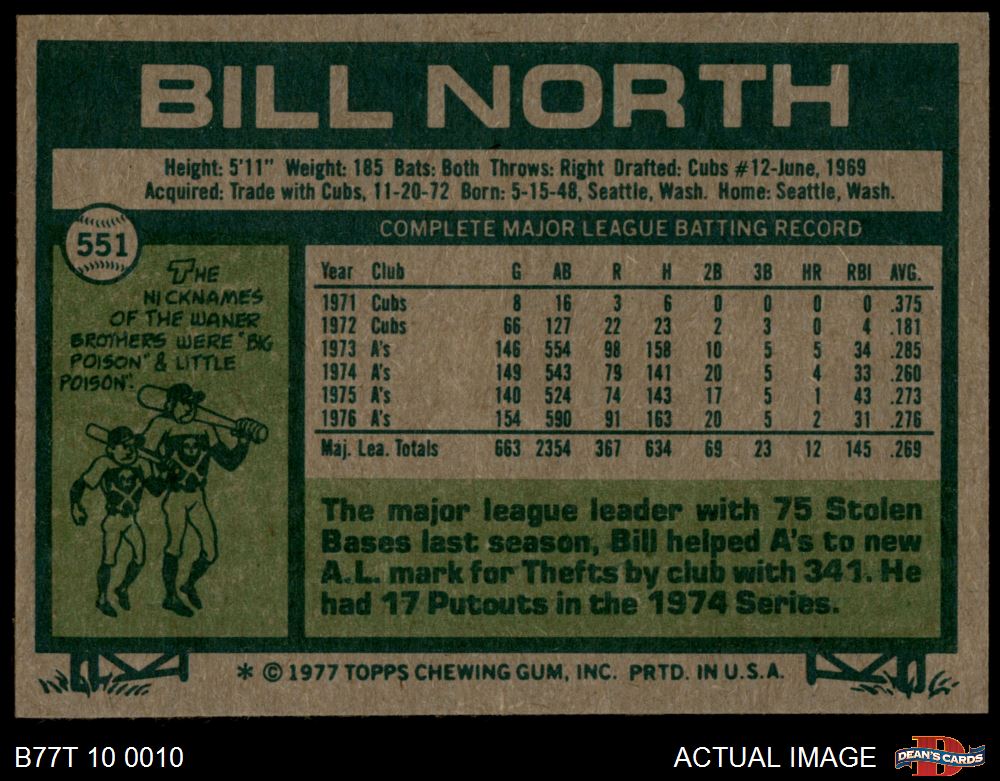 BILL NORTH
Height: 5'11" Weight: 185 Bats: Both Throws: Right Drafted: Cubs #12-June, 1969
Acquired: Trade with Cubs, 11-20-72 Born: 5-15-48, Seattle, Wash. Home: Seattle, Wash.
551
THE
NICKNAMES
OF THE WANER
BROTHERS WERE "BIG
POISON" & LITTLE
POISON".
COMPLETE MAJOR LEAGUE BATTING RECORD
Year Club G AB R H 2B 3B HR RBI AVG.
1971 Cubs 8 16 3 6 0 0 0 0 .375
1972 Cubs 66 127 22 23 2 3 0 4 .181
1973 A's 146 554 98 158 10 5 5 34 .285
1974 A's 149 543 79 141 20 5 4 33 .260
1975 A's 140 524 74 143 17 5 1 43 .273
1976 A's 154 590 91 163 20 5 2 31 .276
Maj. Lea. Totals 663 2354 367 634 69 23 12 145 .269
The major league leader with 75 Stolen
Bases last season, Bill helped A's to new
A.L. mark for Thefts by club with 341. He
had 17 Putouts in the 1974 Series.
* © 1977 TOPPS CHEWING GUM, INC. PRTD. IN U.S.A.
B77T 10 0010
ACTUAL IMAGE
D
DEAN'S CARDS